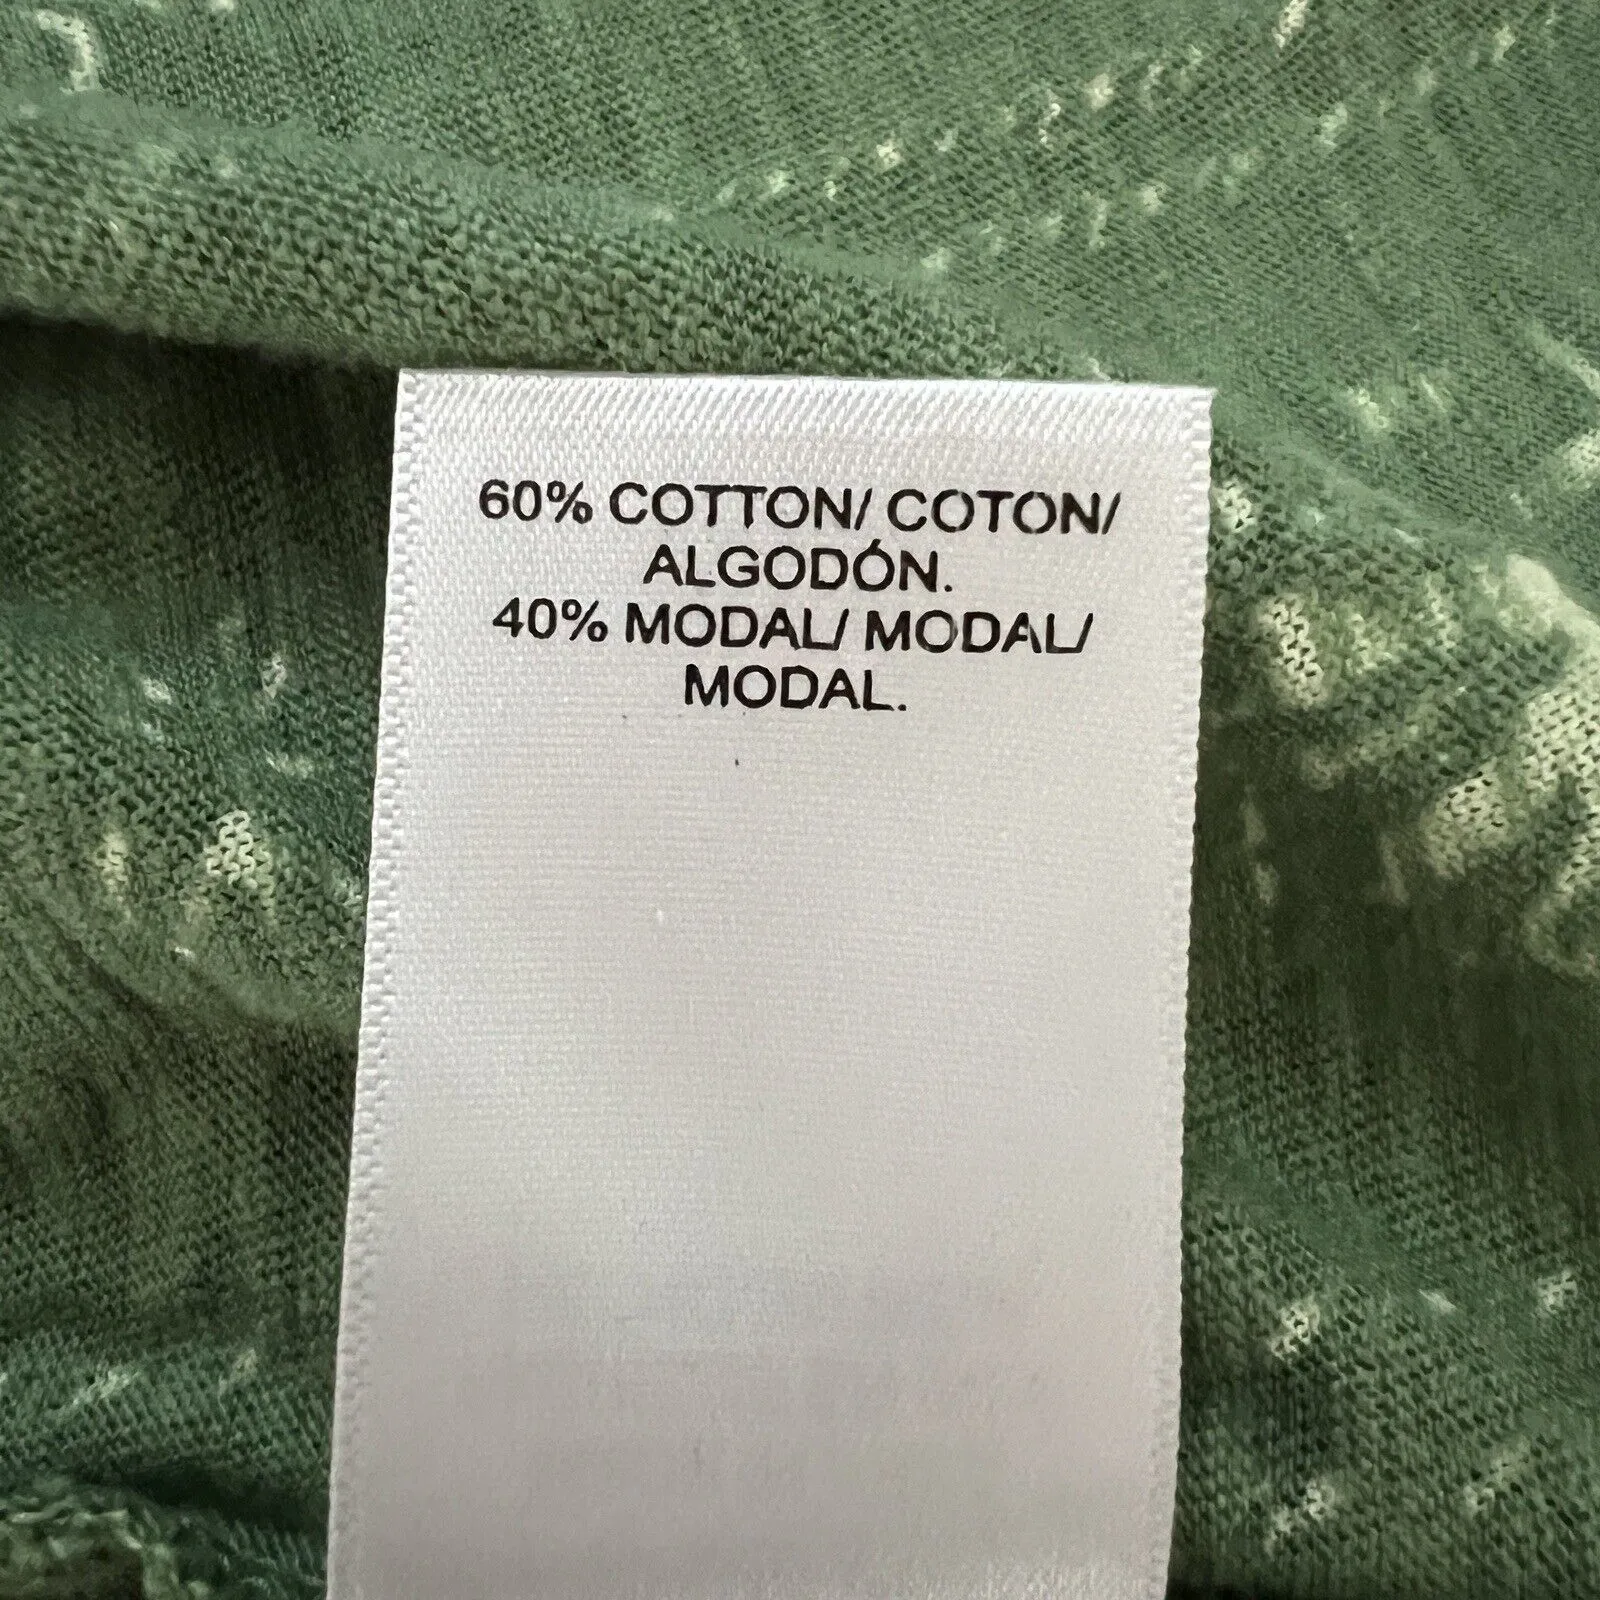 60% COTTON/ COTON/
ALGODÓN.
40% MODAL/ MODAL/
MODAL.